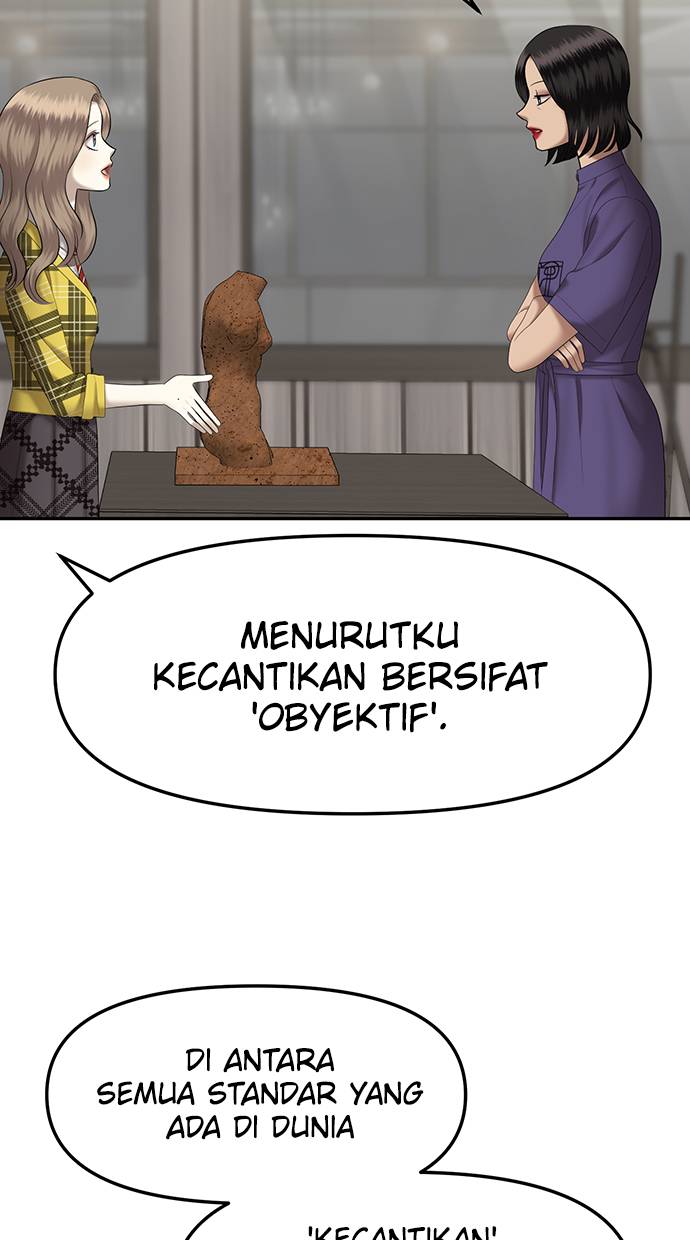 MENURUTKU
KECANTIKAN BERSIFAT
'OBYEKTIF'.
DI ANTARA
SEMUA STANDAR YANG
ADA DI DUNIA
'KECANTIKAN'